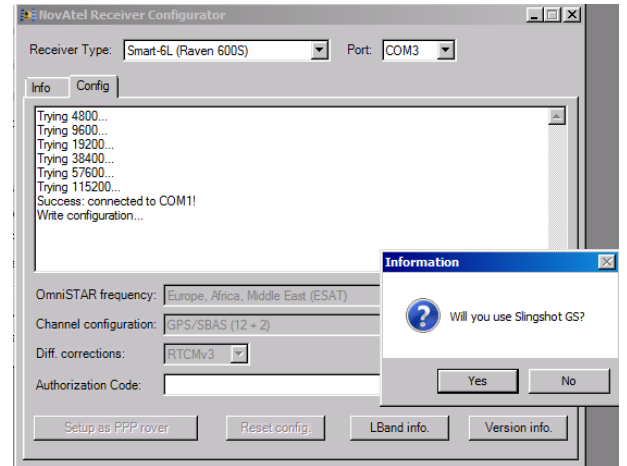 NovAtel Receiver Configurator
Receiver Type: Smart-6L (Raven 600S) Port: COM3
Info Config
Trying 4800...
Trying 9600...
Trying 19200...
Trying 38400...
Trying 57600...
Trying 115200...
Success: connected to COM1!
Write configuration...
Information
Will you use Slingshot GS?
Yes No
OmniSTAR frequency: Europe, Africa, Middle East (ESAT)
Channel configuration: GPS/SBAS (12 + 2)
Diff. corrections: RTCMv3
Authorization Code:
Setup as PPP rover Reset config. LBand info. Version info.